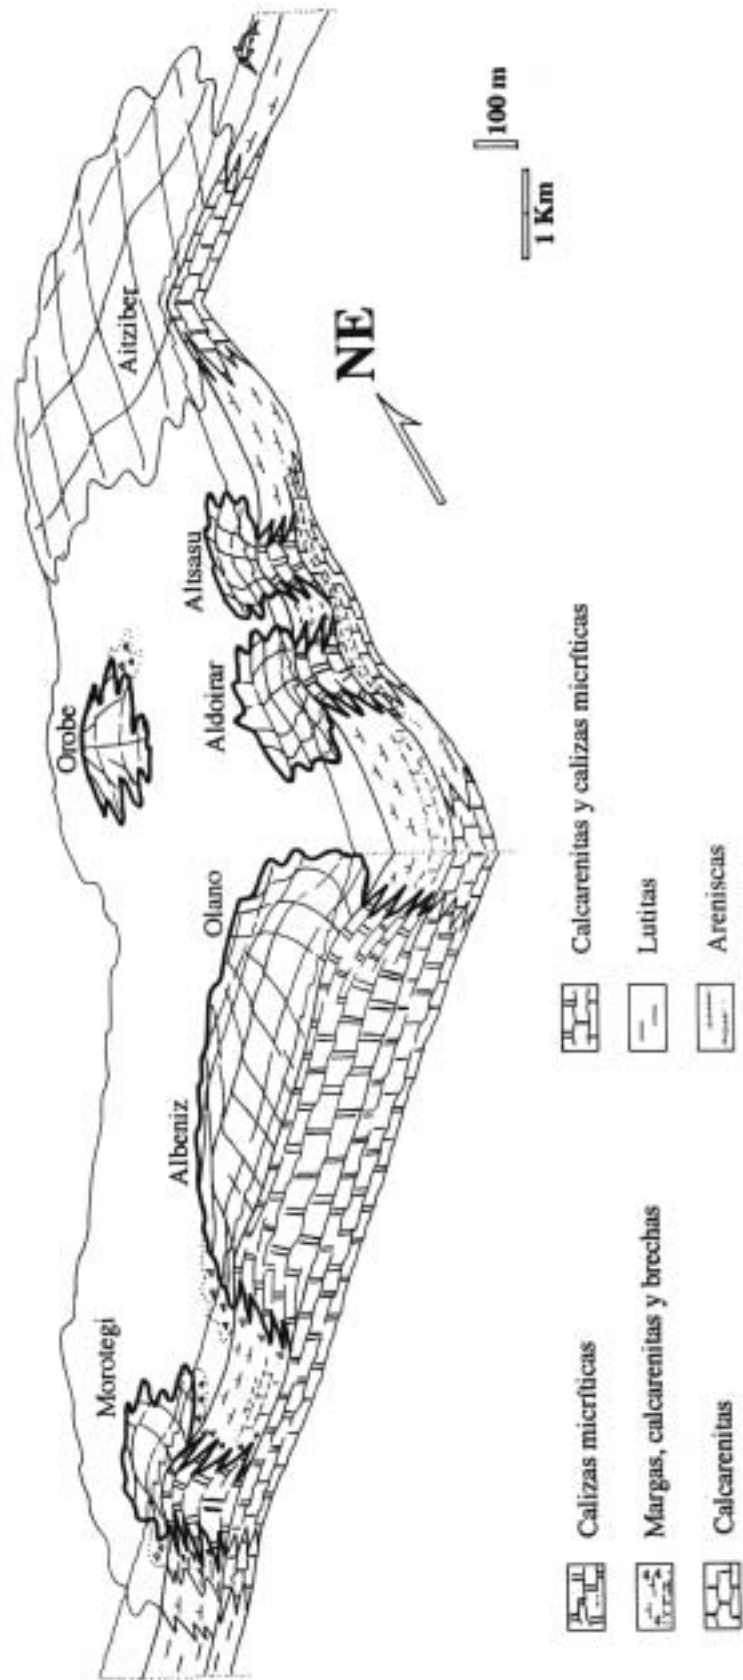 Morotegi
Albeniz
Olano
Orobe
Aldoirar
Altsasu
Aitziber
NE
1 Km
100 m
Calizas micríticas
Margas, calcarenitas y brechas
Calcarenitas
Calcarenitas y calizas micríticas
Lutitas
Areniscas